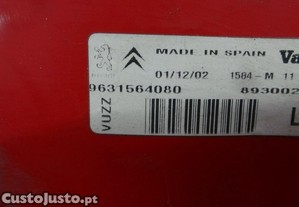 MADE IN SPAIN Va
01/12/02 1584-M 11
9631564080 893002
VUZZ
L
CustoJusto.pt